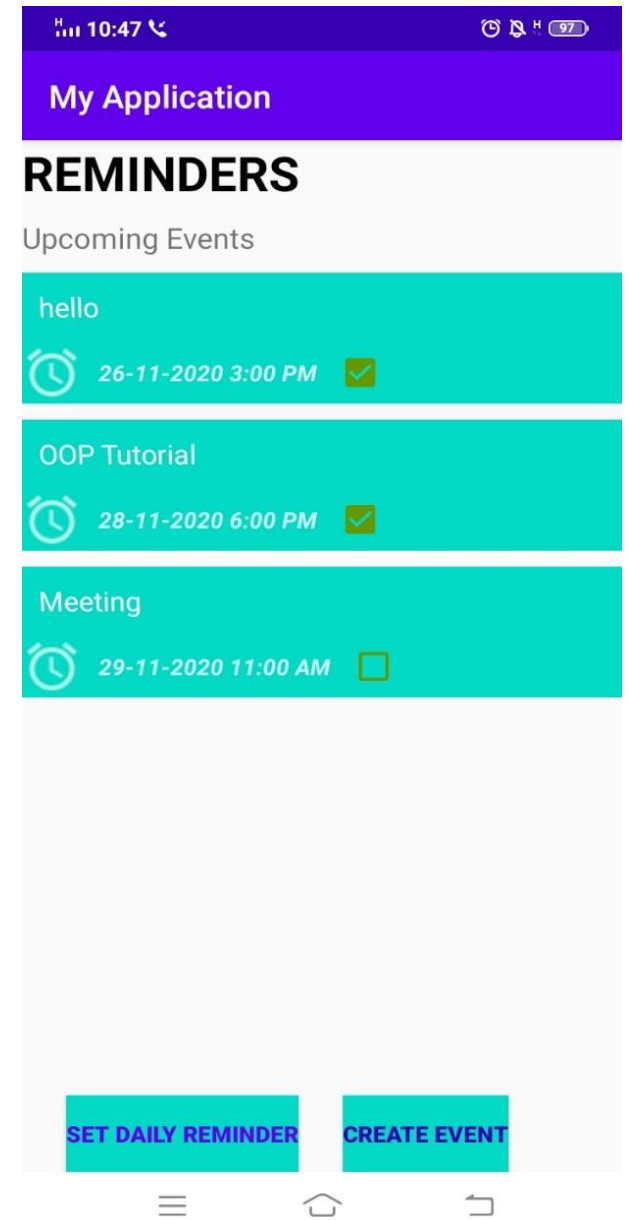 H 10:47 H 97
My Application
REMINDERS
Upcoming Events
hello
26-11-2020 3:00 PM
OOP Tutorial
28-11-2020 6:00 PM
Meeting
29-11-2020 11:00 AM
SET DAILY REMINDER CREATE EVENT